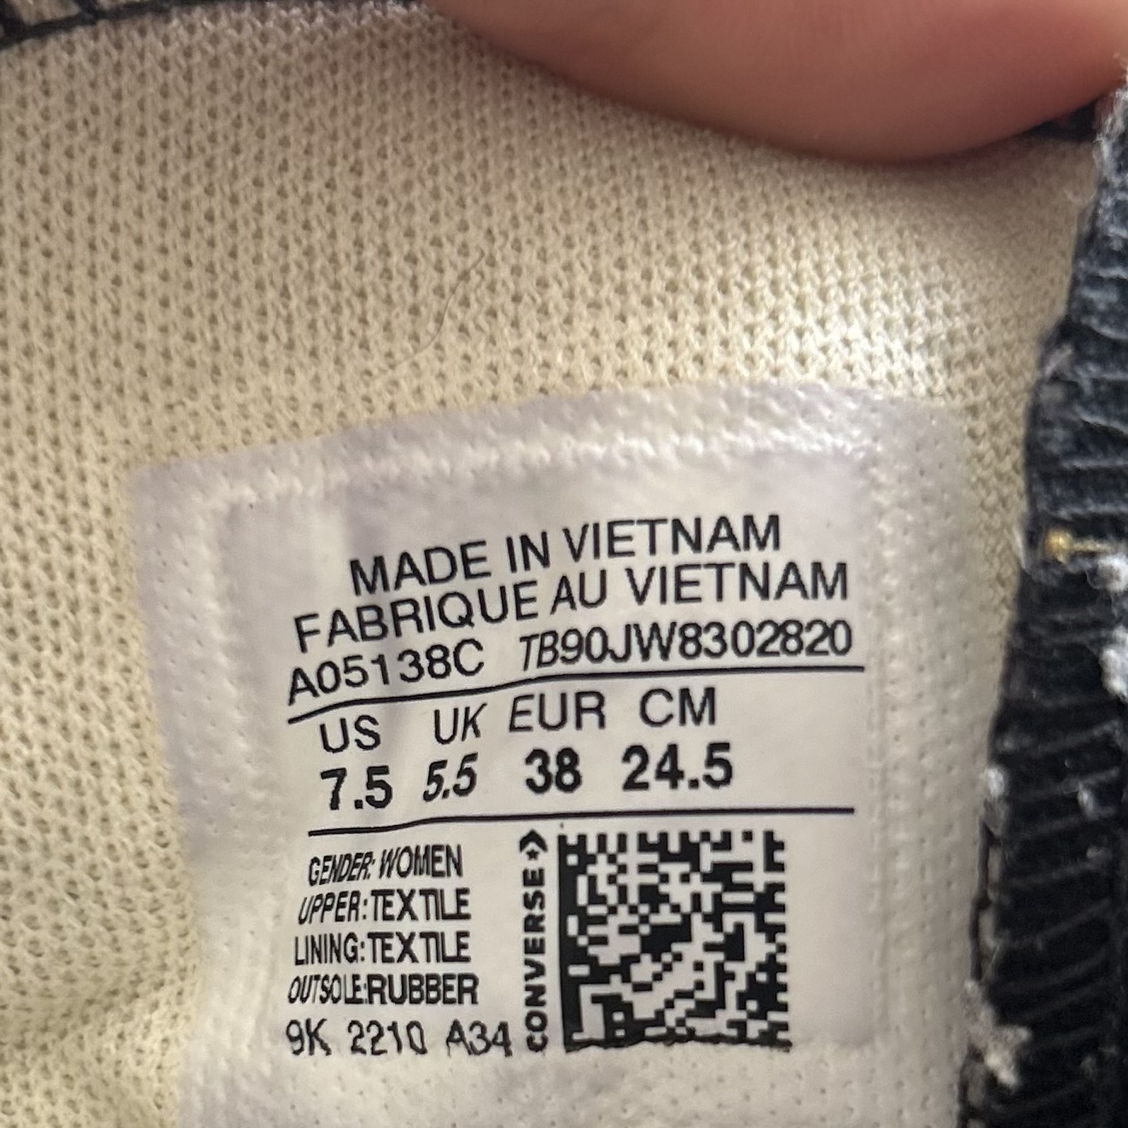 MADE IN VIETNAM
FABRIQUE AU VIETNAM
A05138C TB90JW8302820
US UK EUR CM
7.5 5.5 38 24.5
GENDER: WOMEN
UPPER: TEXTILE
LINING: TEXTILE
OUTSOLE: RUBBER
9K 2210 A34
CONVERSE